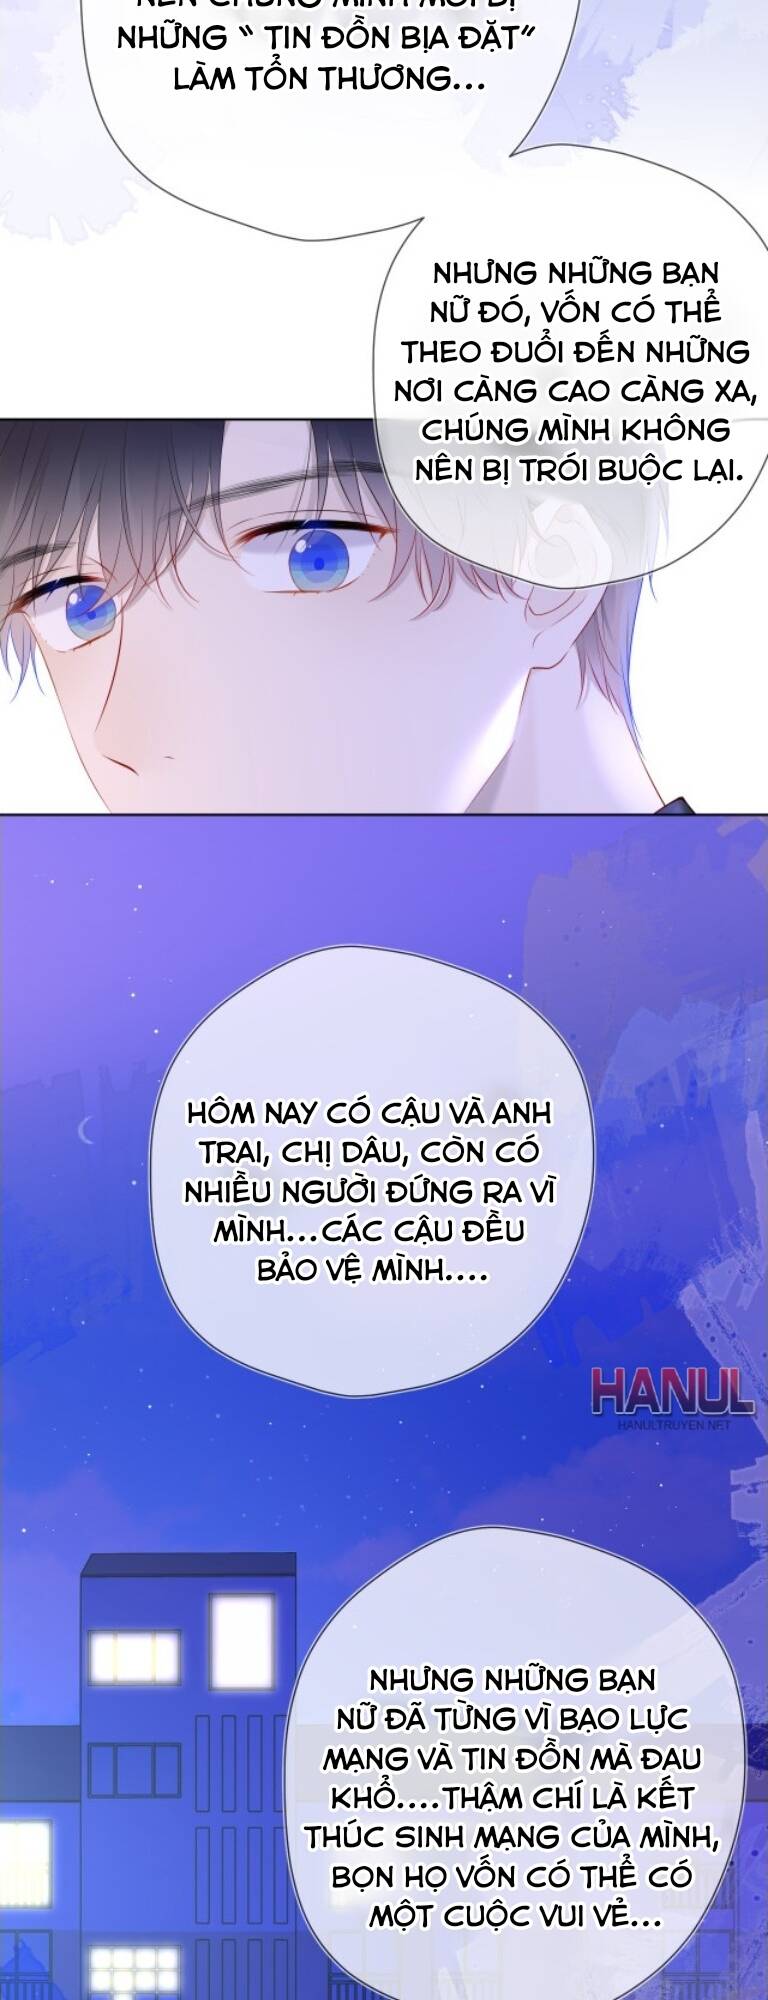 NÊN CHÚNG MÌNH MỚI BỊ
NHỮNG " TIN ĐỒN BỊA ĐẶT"
LÀM TỔN THƯƠNG...
NHƯNG NHỮNG BẠN
NỮ ĐÓ, VỐN CÓ THỂ
THEO ĐUỔI ĐẾN NHỮNG
NƠI CÀNG CAO CÀNG XA,
CHÚNG MÌNH KHÔNG
NÊN BỊ TRÓI BUỘC LẠI.
HÔM NAY CÓ CẬU VÀ ANH
TRAI, CHỊ DÂU, CÒN CÓ
NHIỀU NGƯỜI ĐỨNG RA VÌ
MÌNH...CÁC CẬU ĐỀU
BẢO VỆ MÌNH....
HANUL
HANULTRUYEN.NET
NHƯNG NHỮNG BẠN
NỮ ĐÃ TỪNG VÌ BẠO LỰC
MẠNG VÀ TIN ĐỒN MÀ ĐAU
KHỔ....THẬM CHÍ LÀ KẾT
THÚC SINH MẠNG CỦA MÌNH,
BỌN HỌ VỐN CÓ THỂ CÓ
MỘT CUỘC VUI VẺ...